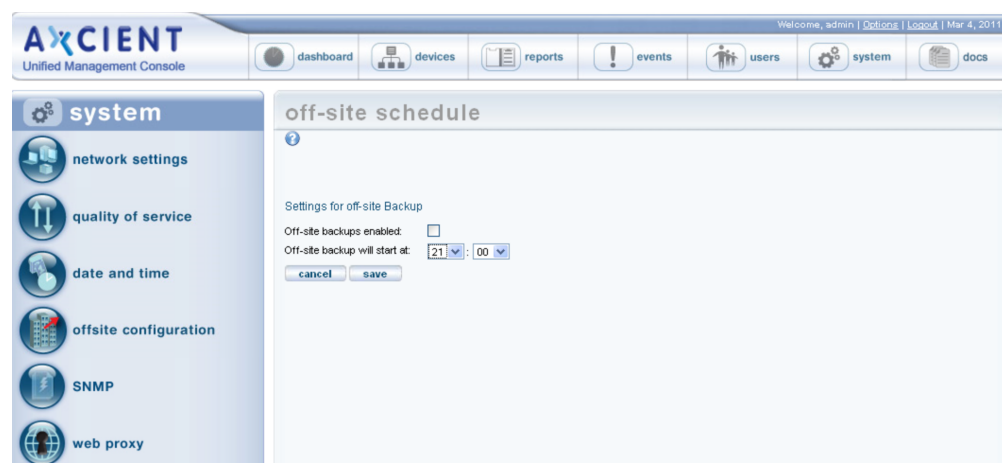 Welcome, admin | Options | Logout | Mar 4, 2011
AXCIENT
Unified Management Console
dashboard
devices
reports
events
users
system
docs
system
network settings
quality of service
date and time
offsite configuration
SNMP
web proxy
off-site schedule
?
Settings for off-site Backup
Off-site backups enabled:
Off-site backup will start at: 21 : 00
cancel save